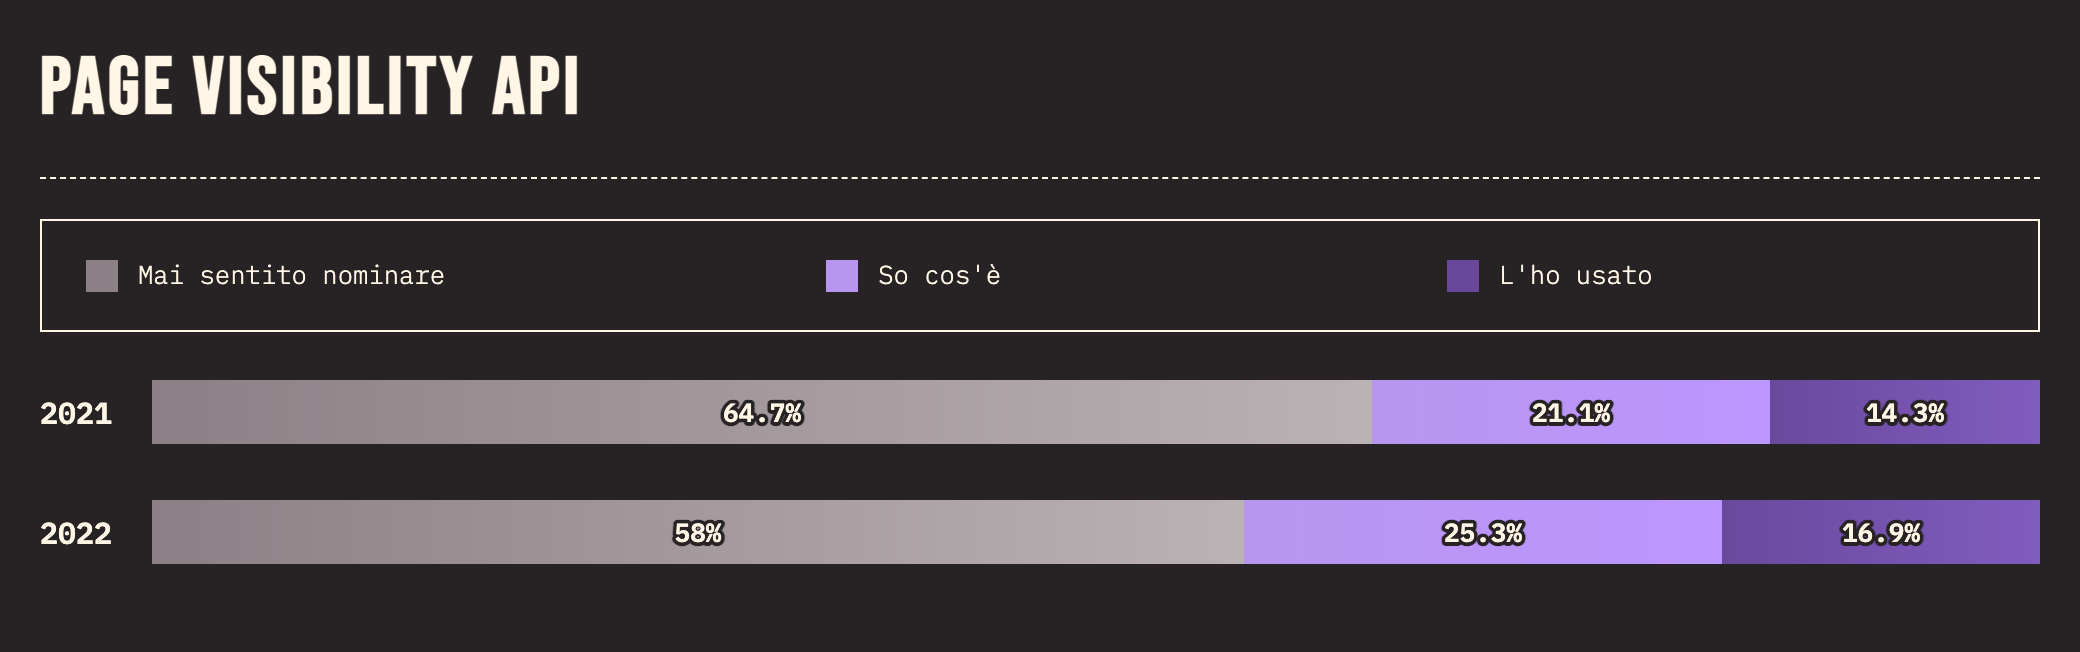 PAGE VISIBILITY API
Mai sentito nominare So cos'è L'ho usato
2021 64.7% 21.1% 14.3%
2022 58% 25.3% 16.9%